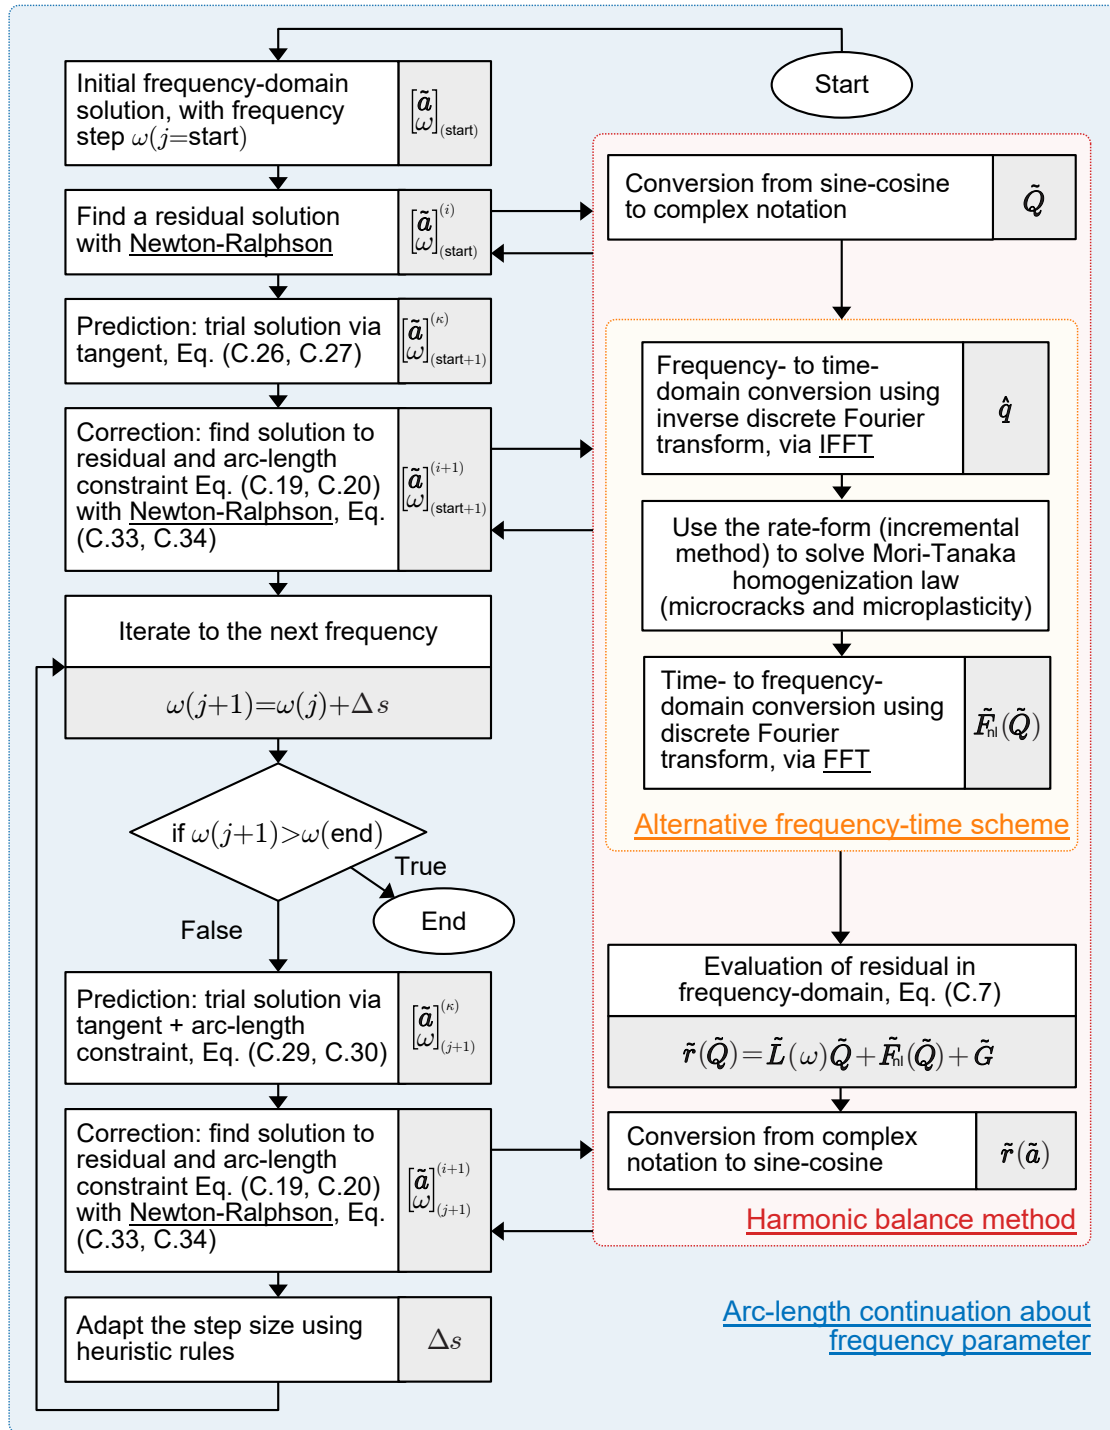 Start
Initial frequency-domain
solution, with frequency
step ω(j=start)
[ã ω](start)
Find a residual solution
with Newton-Ralphson
[ã ω](i)(start)
Prediction: trial solution via
tangent, Eq. (C.26, C.27)
[ã ω](κ)(start+1)
Correction: find solution to
residual and arc-length
constraint Eq. (C.19, C.20)
with Newton-Ralphson, Eq.
(C.33, C.34)
[ã ω](i+1)(start+1)
Iterate to the next frequency
ω(j+1)=ω(j)+Δs
if ω(j+1)>ω(end)
True
End
False
Prediction: trial solution via
tangent + arc-length
constraint, Eq. (C.29, C.30)
[ã ω](κ)(j+1)
Correction: find solution to
residual and arc-length
constraint Eq. (C.19, C.20)
with Newton-Ralphson, Eq.
(C.33, C.34)
[ã ω](i+1)(j+1)
Adapt the step size using
heuristic rules
Δs
Conversion from sine-cosine
to complex notation
Q̃
Frequency- to time-
domain conversion using
inverse discrete Fourier
transform, via IFFT
q̂
Use the rate-form (incremental
method) to solve Mori-Tanaka
homogenization law
(microcracks and microplasticity)
Time- to frequency-
domain conversion using
discrete Fourier
transform, via FFT
F̃nl(Q̃)
Alternative frequency-time scheme
Evaluation of residual in
frequency-domain, Eq. (C.7)
r̃(Q̃)=L̃(ω)Q̃+F̃nl(Q̃)+G̃
Conversion from complex
notation to sine-cosine
r̃(ã)
Harmonic balance method
Arc-length continuation about
frequency parameter